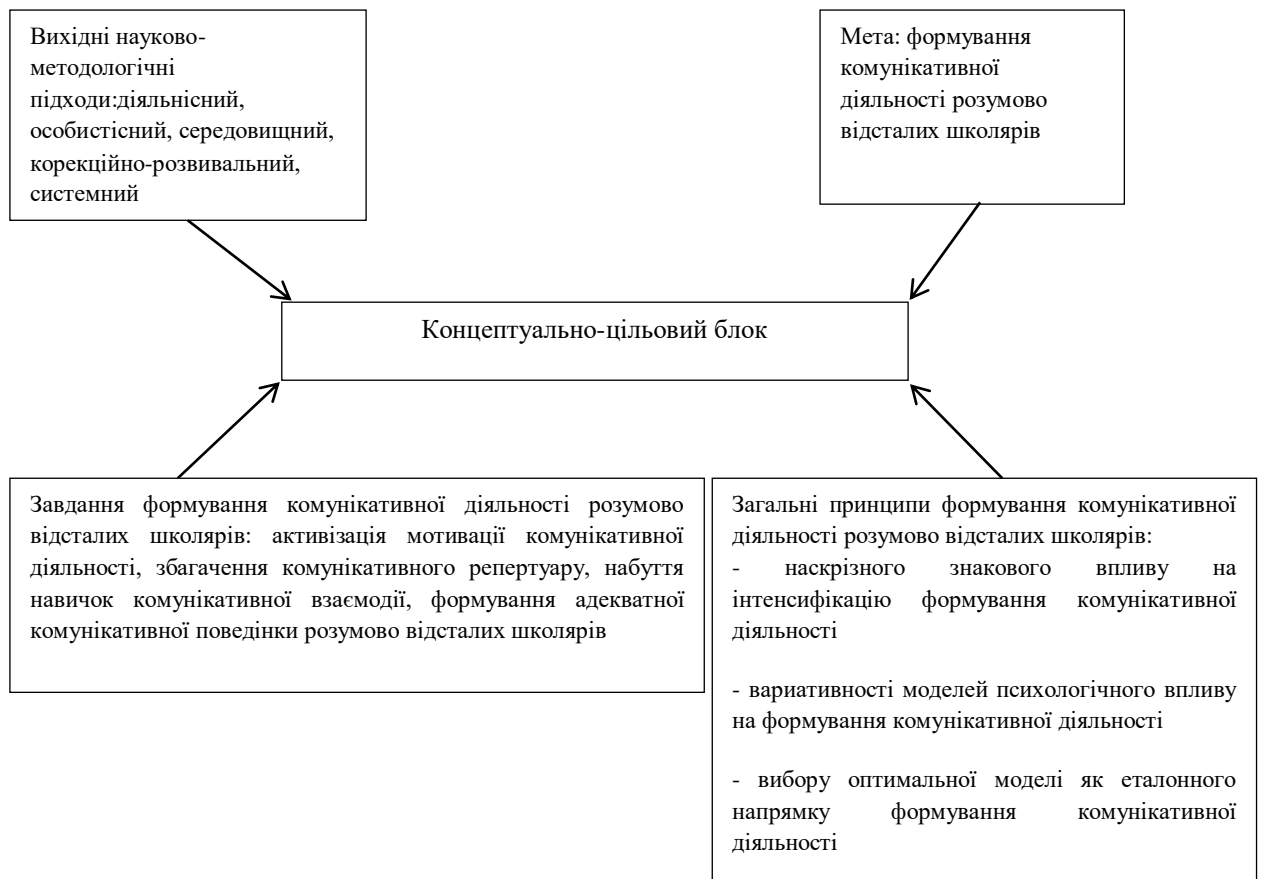 Вихідні науково-
методологічні
підходи:діяльнісний,
особистісний, середовищний,
корекційно-розвивальний,
системний
Мета: формування
комунікативної
діяльності розумово
відсталих школярів
Концептуально-цільовий блок
Завдання формування комунікативної діяльності розумово
відсталих школярів: активізація мотивації комунікативної
діяльності, збагачення комунікативного репертуару, набуття
навичок комунікативної взаємодії, формування адекватної
комунікативної поведінки розумово відсталих школярів
Загальні принципи формування комунікативної
діяльності розумово відсталих школярів:
- наскрізного знакового впливу на
інтенсифікацію формування комунікативної
діяльності
- вариативності моделей психологічного впливу
на формування комунікативної діяльності
- вибору оптимальної моделі як еталонного
напрямку формування комунікативної
діяльності